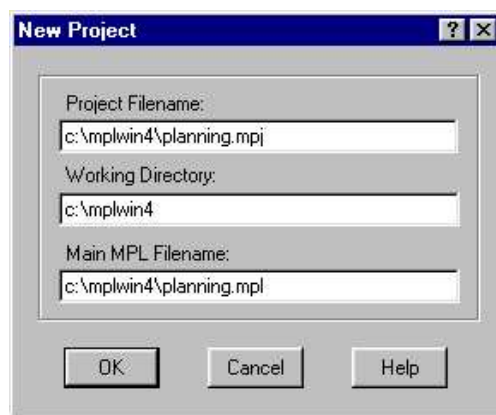 New Project
Project Filename:
c:\mplwin4\planning.mpj
Working Directory:
c:\mplwin4
Main MPL Filename:
c:\mplwin4\planning.mpl
OK Cancel Help